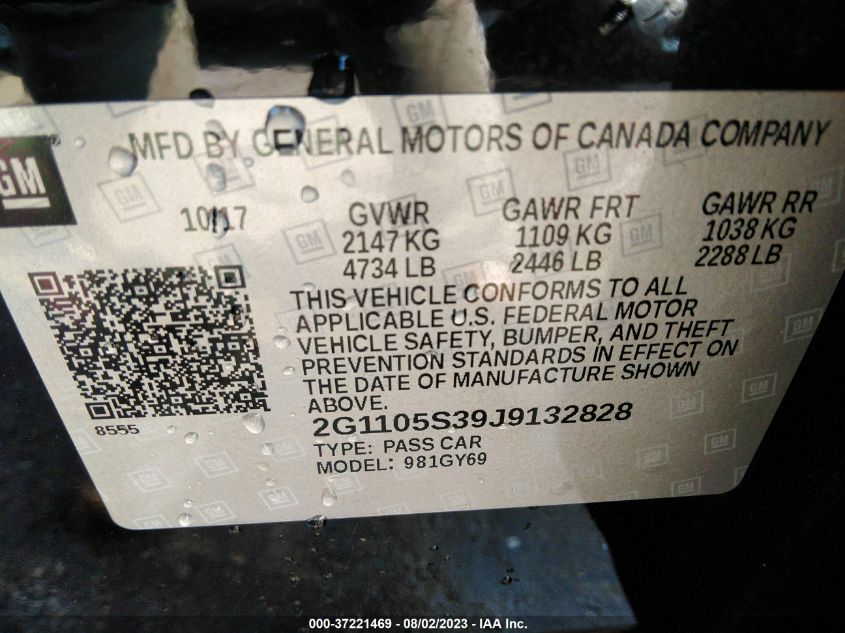 MFD BY GENERAL MOTORS OF CANADA COMPANY
GM
10/17 GVWR GAWR FRT GAWR RR
2147 KG 1109 KG 1038 KG
4734 LB 2446 LB 2288 LB
THIS VEHICLE CONFORMS TO ALL
APPLICABLE U.S. FEDERAL MOTOR
VEHICLE SAFETY, BUMPER, AND THEFT
PREVENTION STANDARDS IN EFFECT ON
THE DATE OF MANUFACTURE SHOWN
ABOVE.
8555
2G1105S39J9132828
TYPE: PASS CAR
MODEL: 981GY69
000-37221469 - 08/02/2023 - IAA Inc.